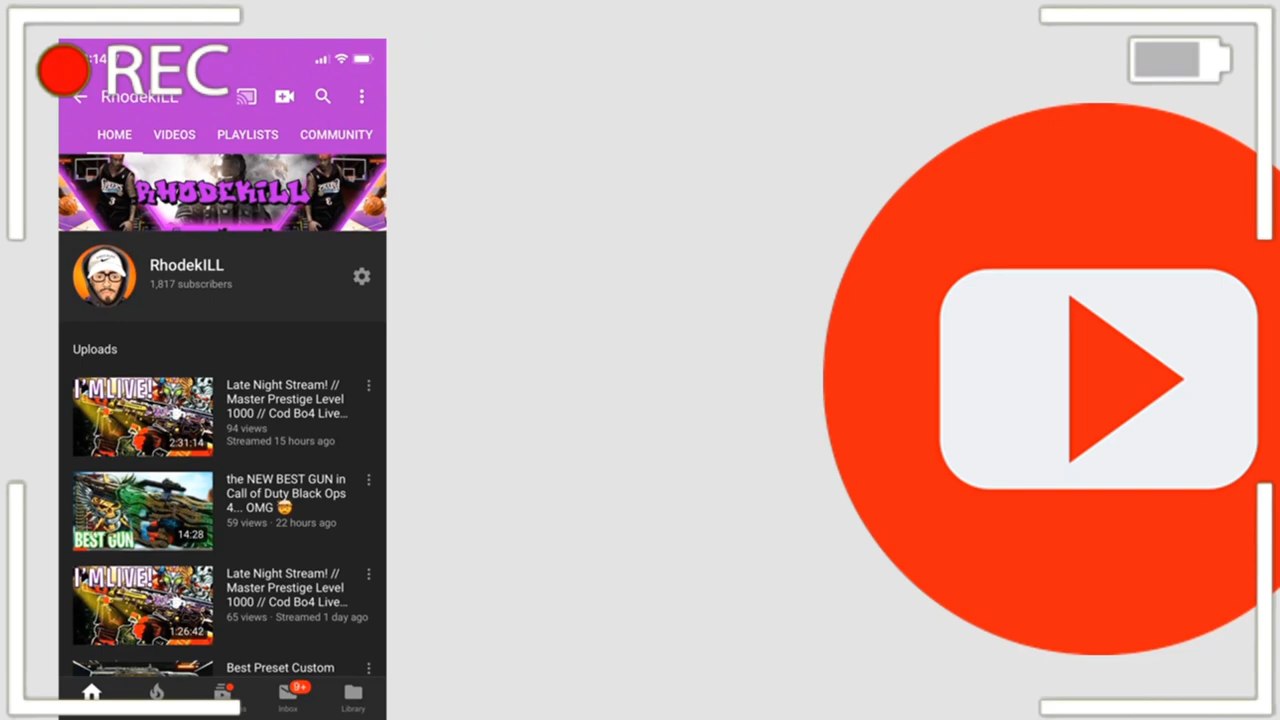 REC
:14
RhodekILL
HOME VIDEOS PLAYLISTS COMMUNITY
RHODEKILL
RhodekILL
1,817 subscribers
Uploads
I'M LIVE!
2:31:14
Late Night Stream! //
Master Prestige Level
1000 // Cod Bo4 Live...
94 views
Streamed 15 hours ago
BEST GUN
14:28
the NEW BEST GUN in
Call of Duty Black Ops
4... OMG 🤯
59 views · 22 hours ago
I'M LIVE!
1:26:42
Late Night Stream! //
Master Prestige Level
1000 // Cod Bo4 Live...
65 views · Streamed 1 day ago
Best Preset Custom
9+
Inbox Library